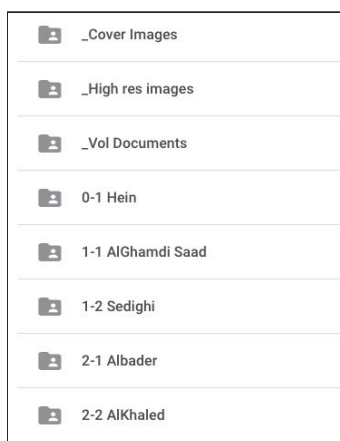 _Cover Images
_High res images
_Vol Documents
0-1 Hein
1-1 AlGhamdi Saad
1-2 Sedighi
2-1 Albader
2-2 AlKhaled